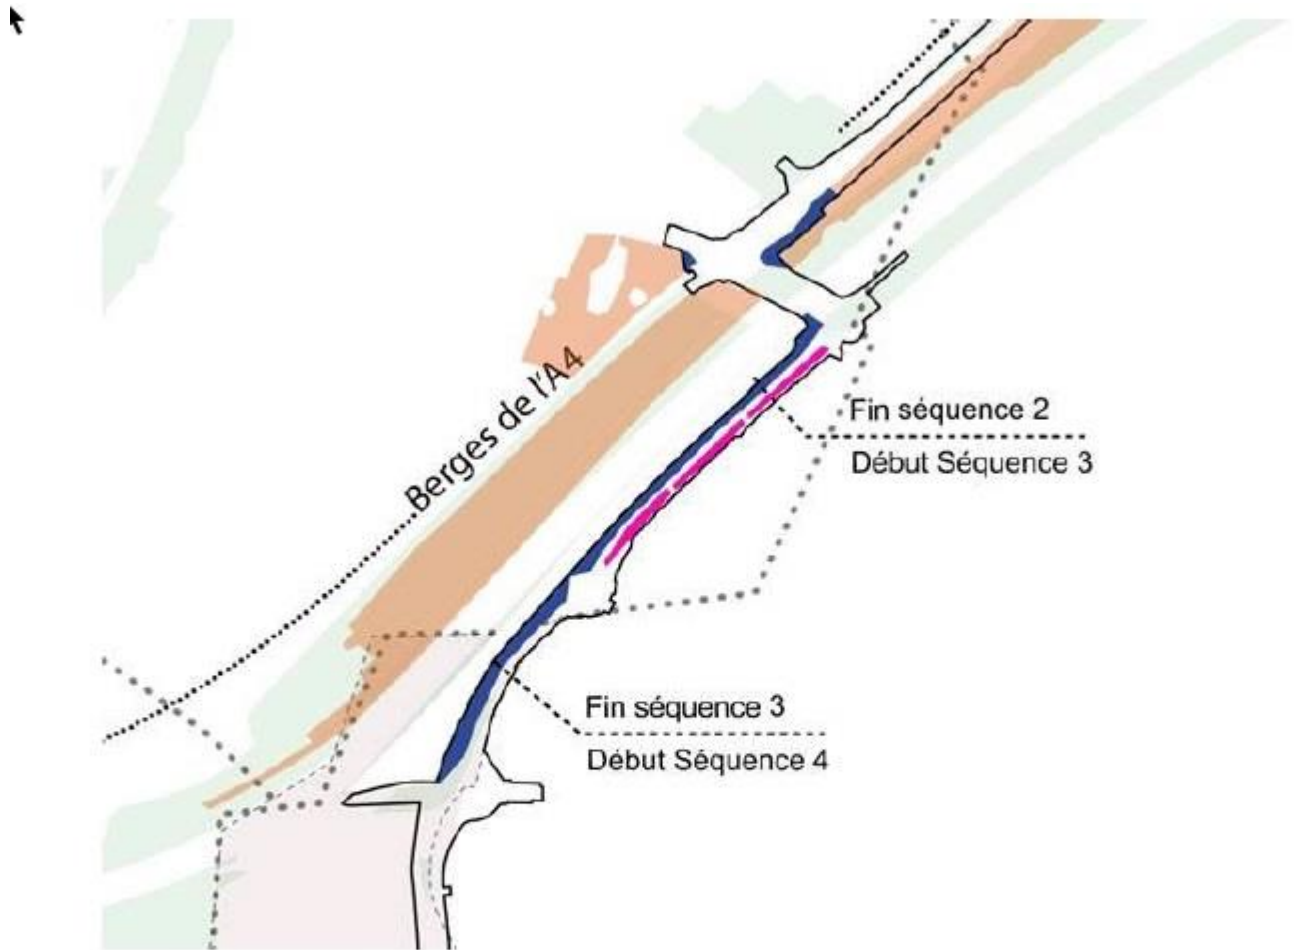 Berges de l'A4
Fin séquence 2
Début Séquence 3
Fin séquence 3
Début Séquence 4